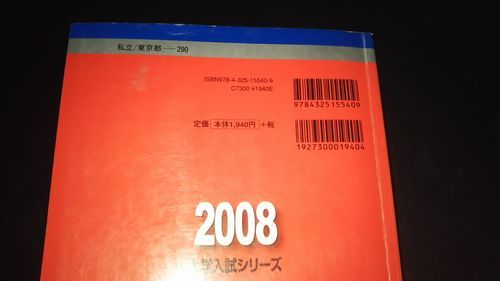 私立/東京都——290
ISBN978-4-325-15540-9
C7300 ¥1940E
9784325155409
定価 本体1,940円 +税
1927300019404
2008
大学入試シリーズ